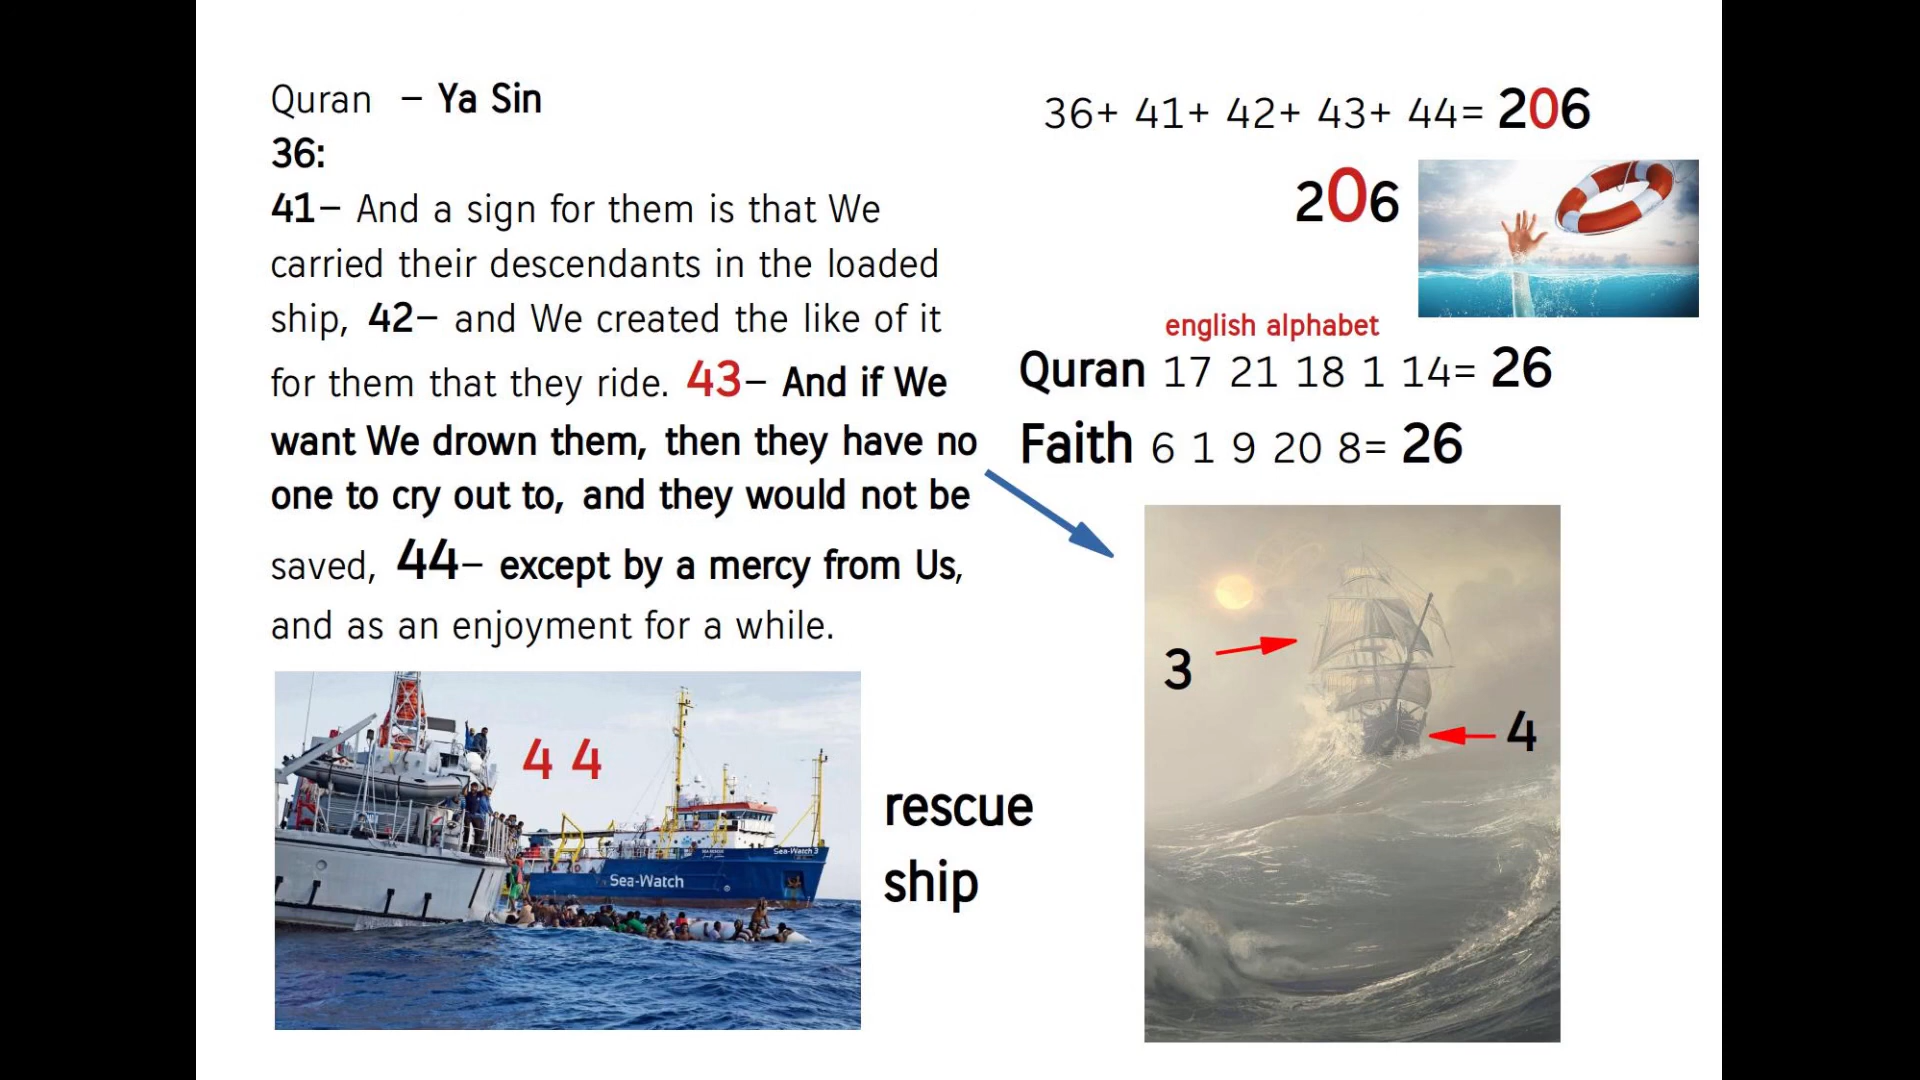 Quran – Ya Sin
36:
41– And a sign for them is that We
carried their descendants in the loaded
ship, 42– and We created the like of it
for them that they ride. 43– And if We
want We drown them, then they have no
one to cry out to, and they would not be
saved, 44– except by a mercy from Us,
and as an enjoyment for a while.
36+ 41+ 42+ 43+ 44= 206
206
english alphabet
Quran 17 21 18 1 14= 26
Faith 6 1 9 20 8= 26
3
4
4 4
Sea-Watch 3
Sea-Watch
rescue
ship